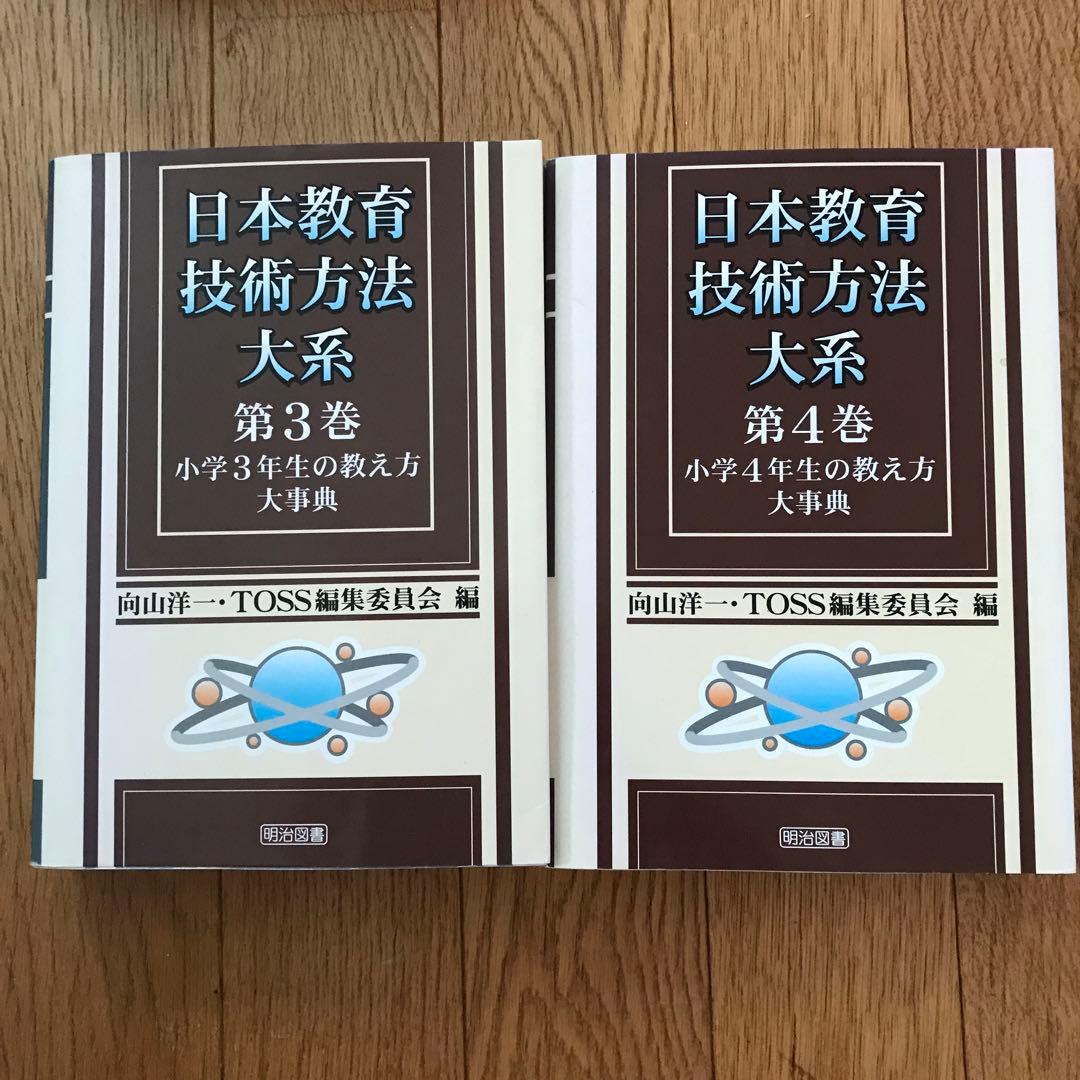 日本教育
技術方法
大系
第3巻
小学3年生の教え方
大事典
向山洋一・TOSS編集委員会 編
明治図書
日本教育
技術方法
大系
第4巻
小学4年生の教え方
大事典
向山洋一・TOSS編集委員会 編
明治図書